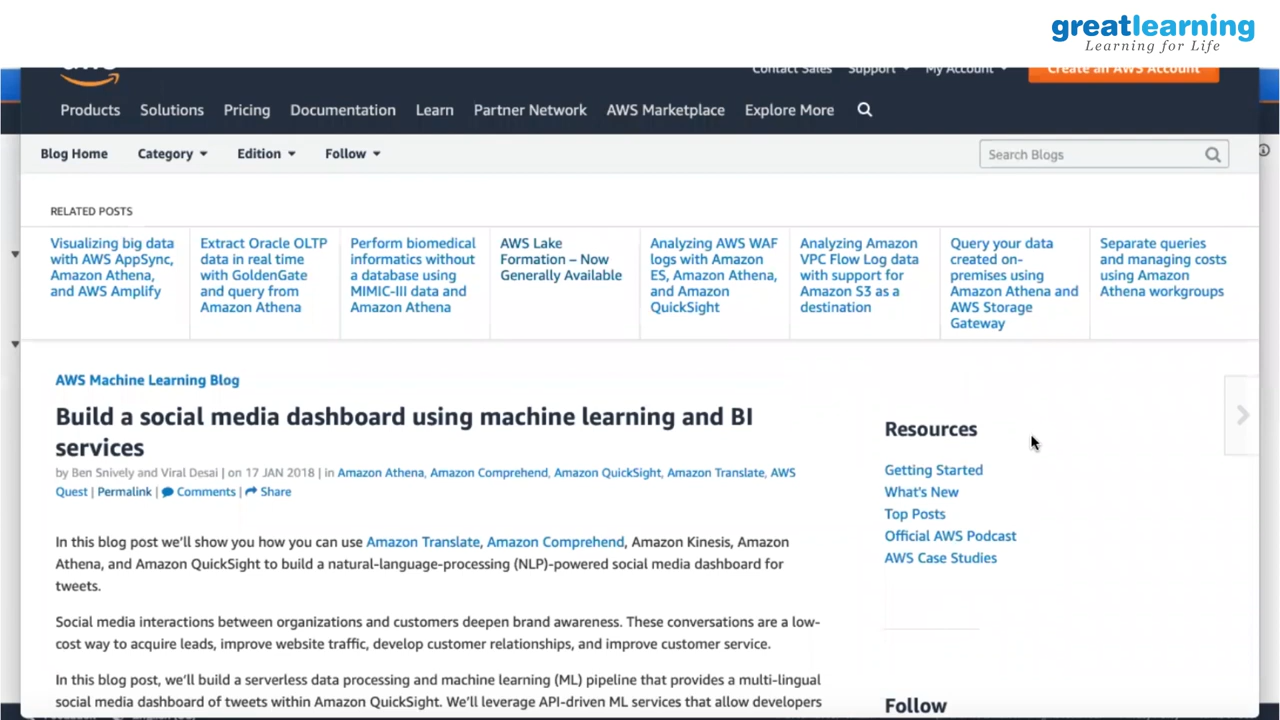 greatlearning
Learning for Life
Contact Sales Support My Account Create an AWS Account
Products Solutions Pricing Documentation Learn Partner Network AWS Marketplace Explore More
Blog Home Category Edition Follow Search Blogs
RELATED POSTS
Visualizing big data
with AWS AppSync,
Amazon Athena,
and AWS Amplify
Extract Oracle OLTP
data in real time
with GoldenGate
and query from
Amazon Athena
Perform biomedical
informatics without
a database using
MIMIC-III data and
Amazon Athena
AWS Lake
Formation – Now
Generally Available
Analyzing AWS WAF
logs with Amazon
ES, Amazon Athena,
and Amazon
QuickSight
Analyzing Amazon
VPC Flow Log data
with support for
Amazon S3 as a
destination
Query your data
created on-
premises using
Amazon Athena and
AWS Storage
Gateway
Separate queries
and managing costs
using Amazon
Athena workgroups
AWS Machine Learning Blog
Build a social media dashboard using machine learning and BI
services
by Ben Snively and Viral Desai | on 17 JAN 2018 | in Amazon Athena, Amazon Comprehend, Amazon QuickSight, Amazon Translate, AWS
Quest | Permalink | Comments | Share
In this blog post we'll show you how you can use Amazon Translate, Amazon Comprehend, Amazon Kinesis, Amazon
Athena, and Amazon QuickSight to build a natural-language-processing (NLP)-powered social media dashboard for
tweets.
Social media interactions between organizations and customers deepen brand awareness. These conversations are a low-
cost way to acquire leads, improve website traffic, develop customer relationships, and improve customer service.
In this blog post, we'll build a serverless data processing and machine learning (ML) pipeline that provides a multi-lingual
social media dashboard of tweets within Amazon QuickSight. We'll leverage API-driven ML services that allow developers
Resources
Getting Started
What's New
Top Posts
Official AWS Podcast
AWS Case Studies
Follow